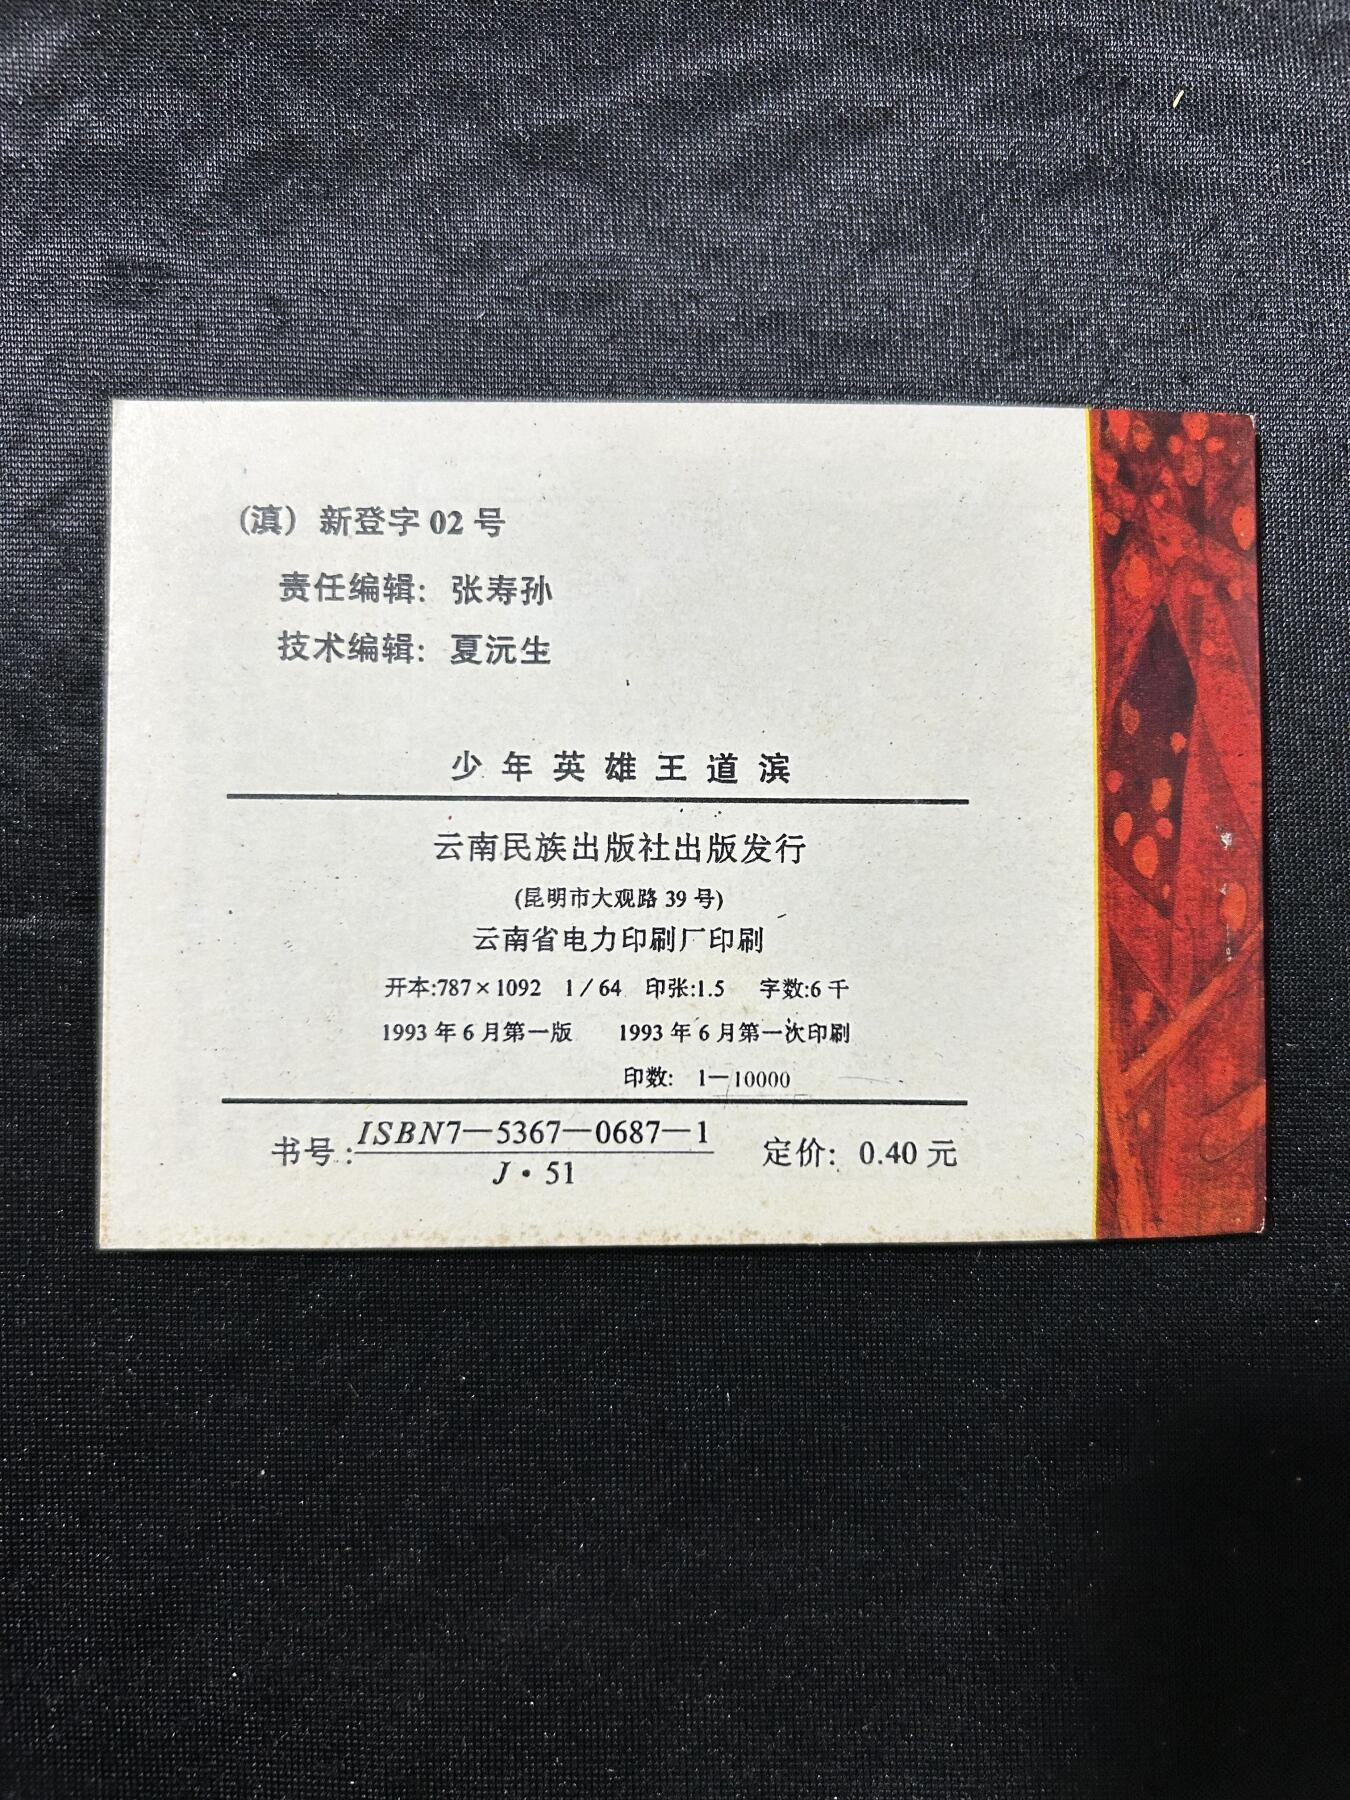 (滇) 新登字 02 号
责任编辑: 张寿孙
技术编辑: 夏沅生
少年英雄王道滨
云南民族出版社出版发行
(昆明市大观路 39 号)
云南省电力印刷厂印刷
开本:787×1092 1/64 印张:1.5 字数:6 千
1993 年 6 月第一版 1993 年 6 月第一次印刷
印数: 1—10000
书号: ISBN7—5367—0687—1 定价: 0.40 元
J·51